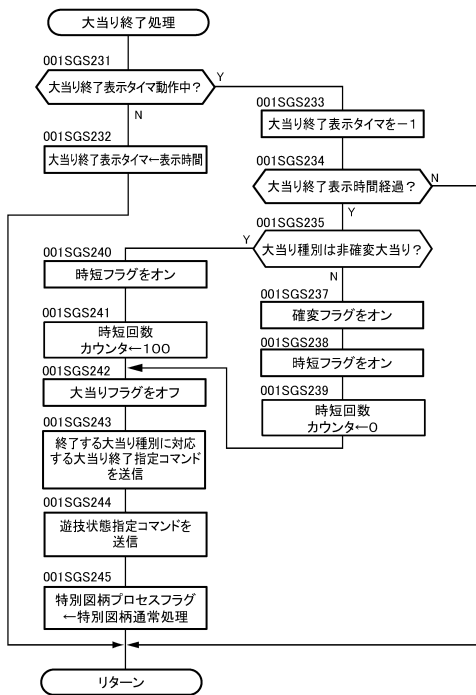 大当り終了処理
001SGS231
大当り終了表示タイマ動作中？
Y
N
001SGS232
大当り終了表示タイマ←表示時間
001SGS233
大当り終了表示タイマを－1
001SGS234
大当り終了表示時間経過？
N
Y
001SGS235
大当り種別は非確変大当り？
Y
N
001SGS240
時短フラグをオン
001SGS241
時短回数
カウンタ←100
001SGS237
確変フラグをオン
001SGS238
時短フラグをオン
001SGS239
時短回数
カウンタ←0
001SGS242
大当りフラグをオフ
001SGS243
終了する大当り種別に対応
する大当り終了指定コマンド
を送信
001SGS244
遊技状態指定コマンドを
送信
001SGS245
特別図柄プロセスフラグ
←特別図柄通常処理
リターン